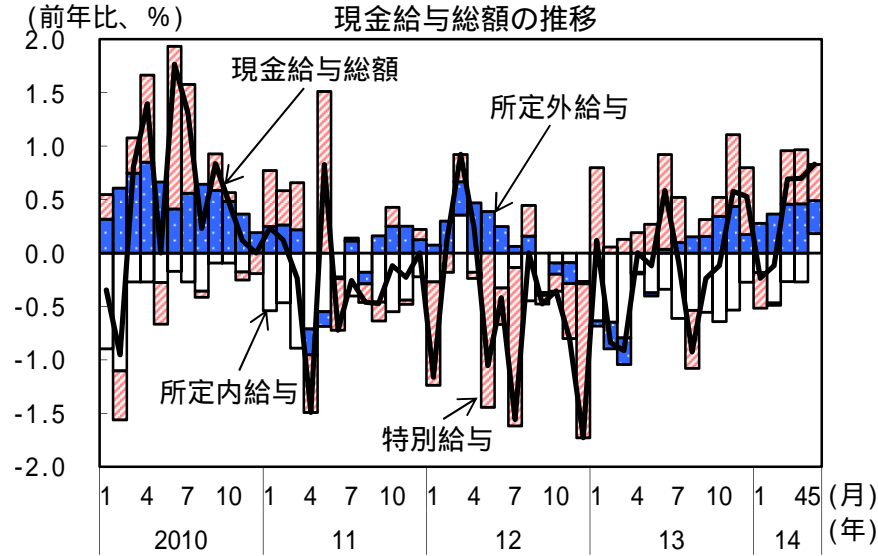 現金給与総額の推移
(前年比、%)
2.0
1.5
1.0
0.5
0.0
-0.5
-1.0
-1.5
-2.0
現金給与総額
所定外給与
所定内給与
特別給与
1 4 7 10 1 4 7 10 1 4 7 10 1 4 7 10 1 45 (月)
2010 11 12 13 14 (年)